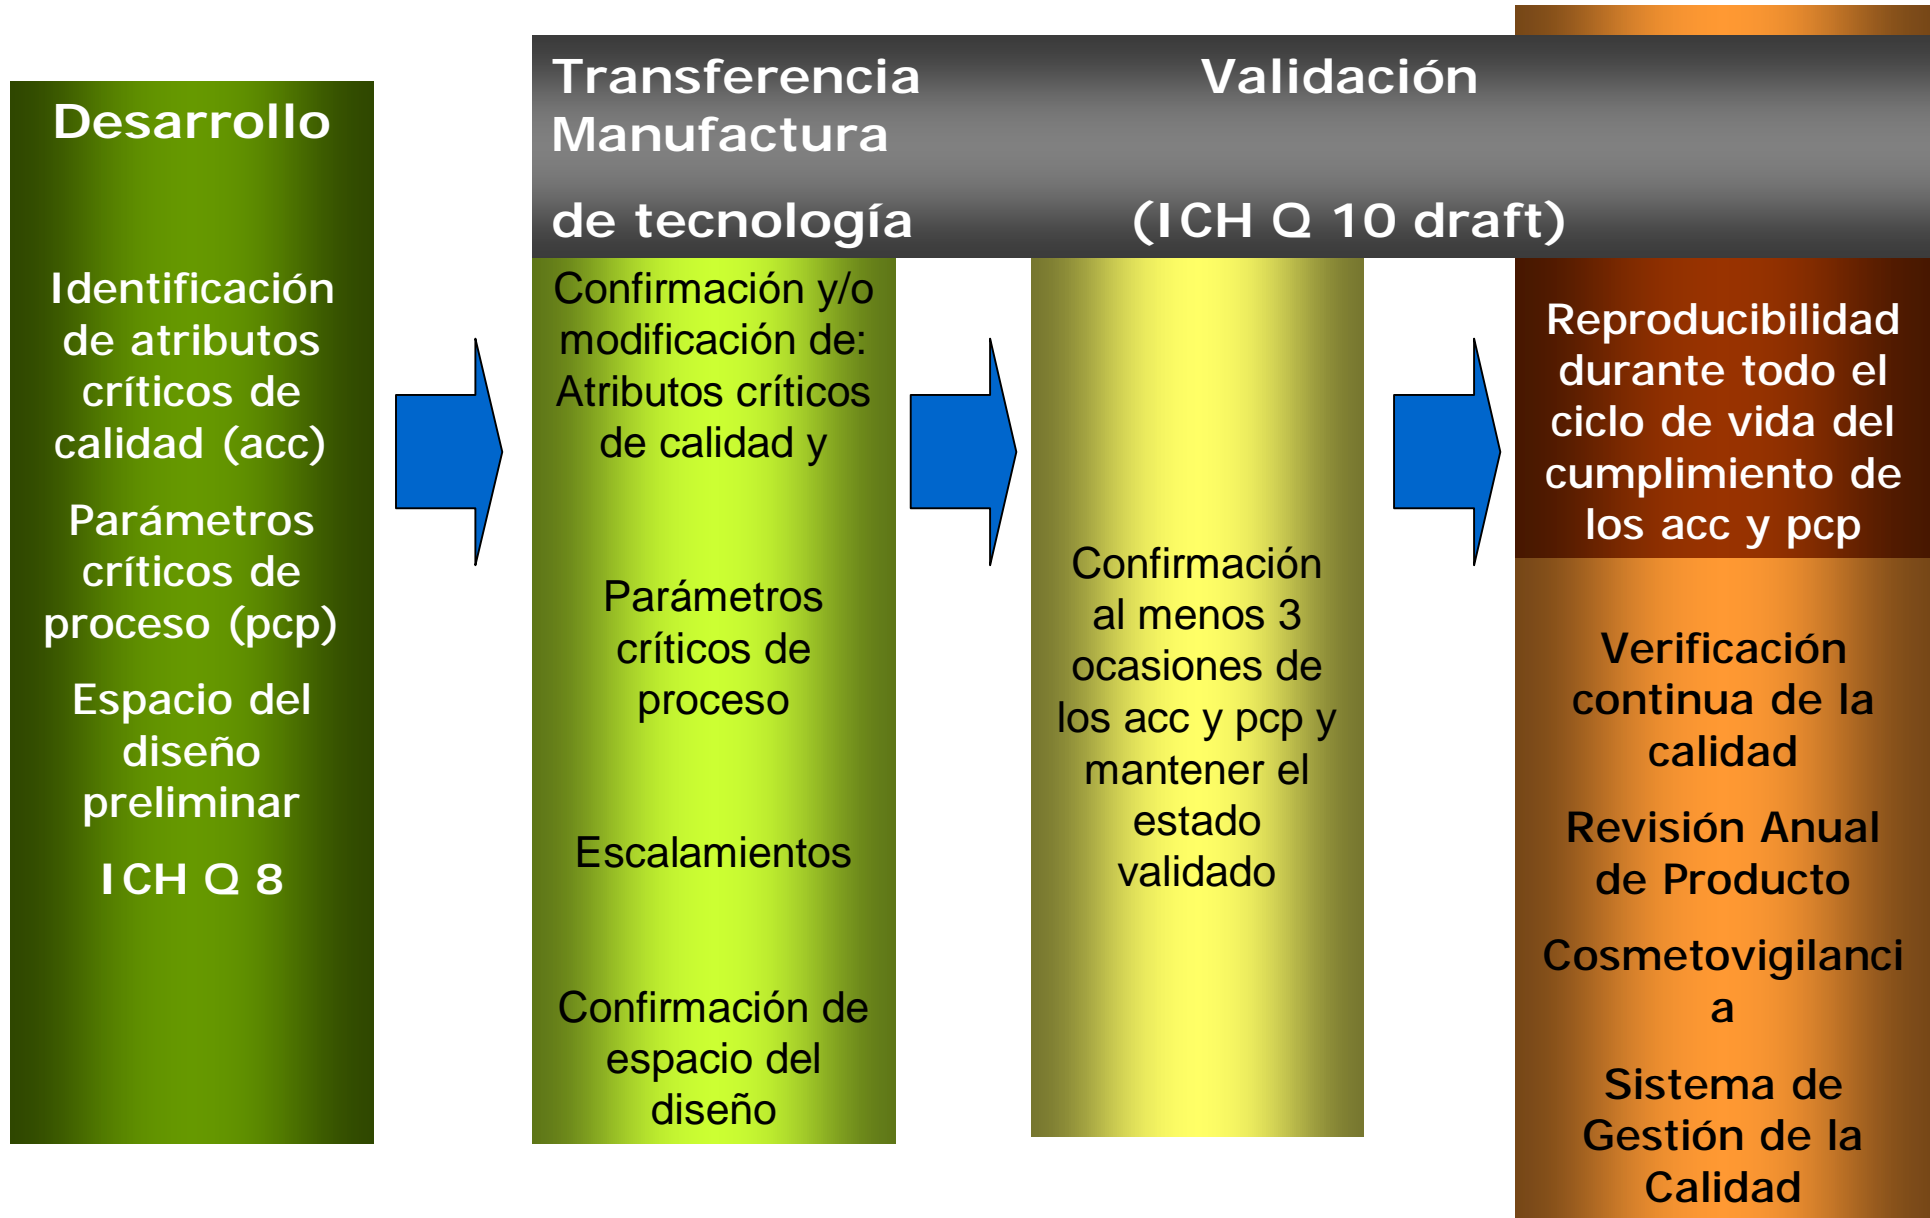 Desarrollo
Identificación
de atributos
críticos de
calidad (acc)
Parámetros
críticos de
proceso (pcp)
Espacio del
diseño
preliminar
ICH Q 8
Transferencia Validación
Manufactura
de tecnología (ICH Q 10 draft)
Confirmación y/o
modificación de:
Atributos críticos
de calidad y
Parámetros
críticos de
proceso
Escalamientos
Confirmación de
espacio del
diseño
Confirmación
al menos 3
ocasiones de
los acc y pcp y
mantener el
estado
validado
Reproducibilidad
durante todo el
ciclo de vida del
cumplimiento de
los acc y pcp
Verificación
continua de la
calidad
Revisión Anual
de Producto
Cosmetovigilanci
a
Sistema de
Gestión de la
Calidad